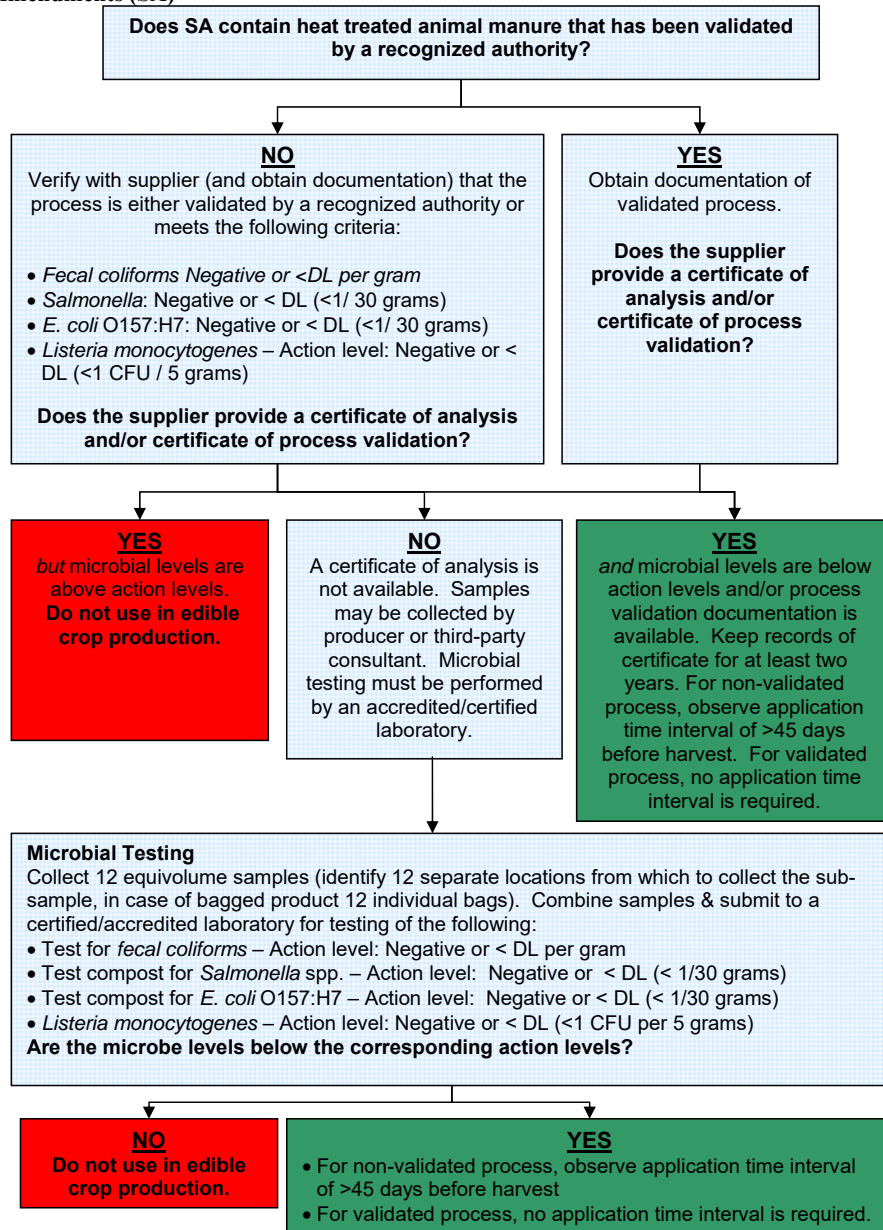 Does SA contain heat treated animal manure that has been validated
by a recognized authority?
NO
Verify with supplier (and obtain documentation) that the
process is either validated by a recognized authority or
meets the following criteria:
• Fecal coliforms Negative or <DL per gram
• Salmonella: Negative or < DL (<1/ 30 grams)
• E. coli O157:H7: Negative or < DL (<1/ 30 grams)
• Listeria monocytogenes – Action level: Negative or <
DL (<1 CFU / 5 grams)
Does the supplier provide a certificate of analysis
and/or certificate of process validation?
YES
Obtain documentation of
validated process.
Does the supplier
provide a certificate of
analysis and/or
certificate of process
validation?
YES
but microbial levels are
above action levels.
Do not use in edible
crop production.
NO
A certificate of analysis is
not available. Samples
may be collected by
producer or third-party
consultant. Microbial
testing must be performed
by an accredited/certified
laboratory.
YES
and microbial levels are below
action levels and/or process
validation documentation is
available. Keep records of
certificate for at least two
years. For non-validated
process, observe application
time interval of >45 days
before harvest. For validated
process, no application time
interval is required.
Microbial Testing
Collect 12 equivolume samples (identify 12 separate locations from which to collect the sub-
sample, in case of bagged product 12 individual bags). Combine samples & submit to a
certified/accredited laboratory for testing of the following:
• Test for fecal coliforms – Action level: Negative or < DL per gram
• Test compost for Salmonella spp. – Action level: Negative or < DL (< 1/30 grams)
• Test compost for E. coli O157:H7 – Action level: Negative or < DL (< 1/30 grams)
• Listeria monocytogenes – Action level: Negative or < DL (<1 CFU per 5 grams)
Are the microbe levels below the corresponding action levels?
NO
Do not use in edible
crop production.
YES
• For non-validated process, observe application time interval
of >45 days before harvest
• For validated process, no application time interval is required.